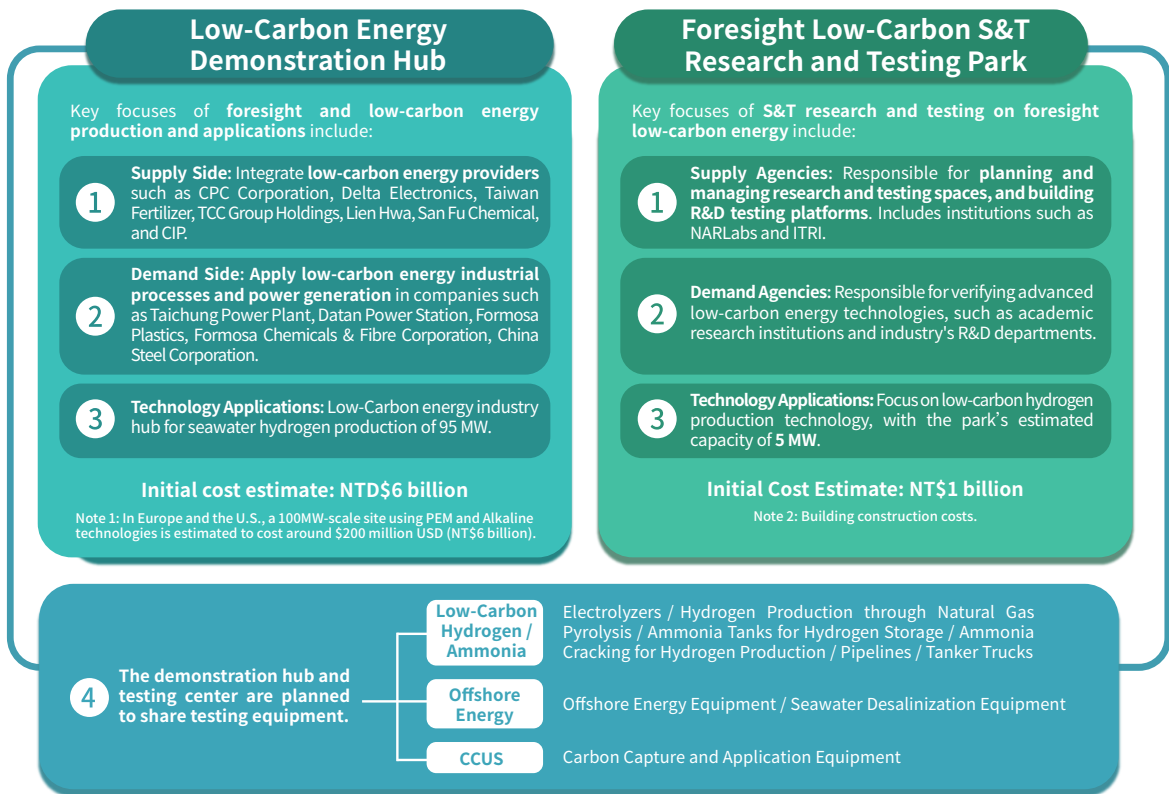 Low-Carbon Energy
Demonstration Hub
Key focuses of foresight and low-carbon energy
production and applications include:
1
Supply Side: Integrate low-carbon energy providers
such as CPC Corporation, Delta Electronics, Taiwan
Fertilizer, TCC Group Holdings, Lien Hwa, San Fu Chemical,
and CIP.
2
Demand Side: Apply low-carbon energy industrial
processes and power generation in companies such
as Taichung Power Plant, Datan Power Station, Formosa
Plastics, Formosa Chemicals & Fibre Corporation, China
Steel Corporation.
3
Technology Applications: Low-Carbon energy industry
hub for seawater hydrogen production of 95 MW.
Initial cost estimate: NTD$6 billion
Note 1: In Europe and the U.S., a 100MW-scale site using PEM and Alkaline
technologies is estimated to cost around $200 million USD (NT$6 billion).
Foresight Low-Carbon S&T
Research and Testing Park
Key focuses of S&T research and testing on foresight
low-carbon energy include:
1
Supply Agencies: Responsible for planning and
managing research and testing spaces, and building
R&D testing platforms. Includes institutions such as
NARLabs and ITRI.
2
Demand Agencies: Responsible for verifying advanced
low-carbon energy technologies, such as academic
research institutions and industry's R&D departments.
3
Technology Applications: Focus on low-carbon hydrogen
production technology, with the park's estimated
capacity of 5 MW.
Initial Cost Estimate: NT$1 billion
Note 2: Building construction costs.
4
The demonstration hub and
testing center are planned
to share testing equipment.
Low-Carbon
Hydrogen /
Ammonia
Electrolyzers / Hydrogen Production through Natural Gas
Pyrolysis / Ammonia Tanks for Hydrogen Storage / Ammonia
Cracking for Hydrogen Production / Pipelines / Tanker Trucks
Offshore
Energy
Offshore Energy Equipment / Seawater Desalinization Equipment
CCUS
Carbon Capture and Application Equipment